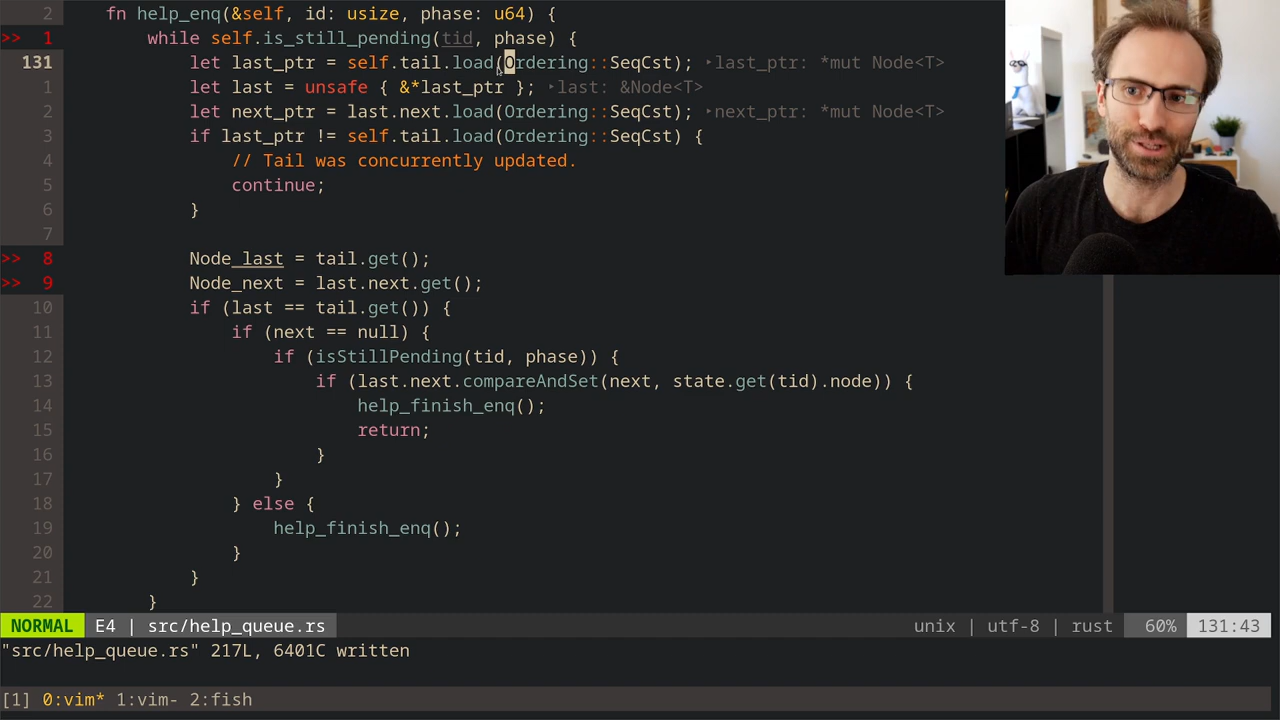 2 fn help_enq(&self, id: usize, phase: u64) {
>> 1 while self.is_still_pending(tid, phase) {
131 let last_ptr = self.tail.load(Ordering::SeqCst); ‣last_ptr: *mut Node<T>
1 let last = unsafe { &*last_ptr }; ‣last: &Node<T>
2 let next_ptr = last.next.load(Ordering::SeqCst); ‣next_ptr: *mut Node<T>
3 if last_ptr != self.tail.load(Ordering::SeqCst) {
4 // Tail was concurrently updated.
5 continue;
6 }
7
>> 8 Node_last = tail.get();
>> 9 Node_next = last.next.get();
10 if (last == tail.get()) {
11 if (next == null) {
12 if (isStillPending(tid, phase)) {
13 if (last.next.compareAndSet(next, state.get(tid).node)) {
14 help_finish_enq();
15 return;
16 }
17 }
18 } else {
19 help_finish_enq();
20 }
21 }
22 }
NORMAL E4 | src/help_queue.rs unix | utf-8 | rust 60% 131:43
"src/help_queue.rs" 217L, 6401C written
[1] 0:vim* 1:vim- 2:fish